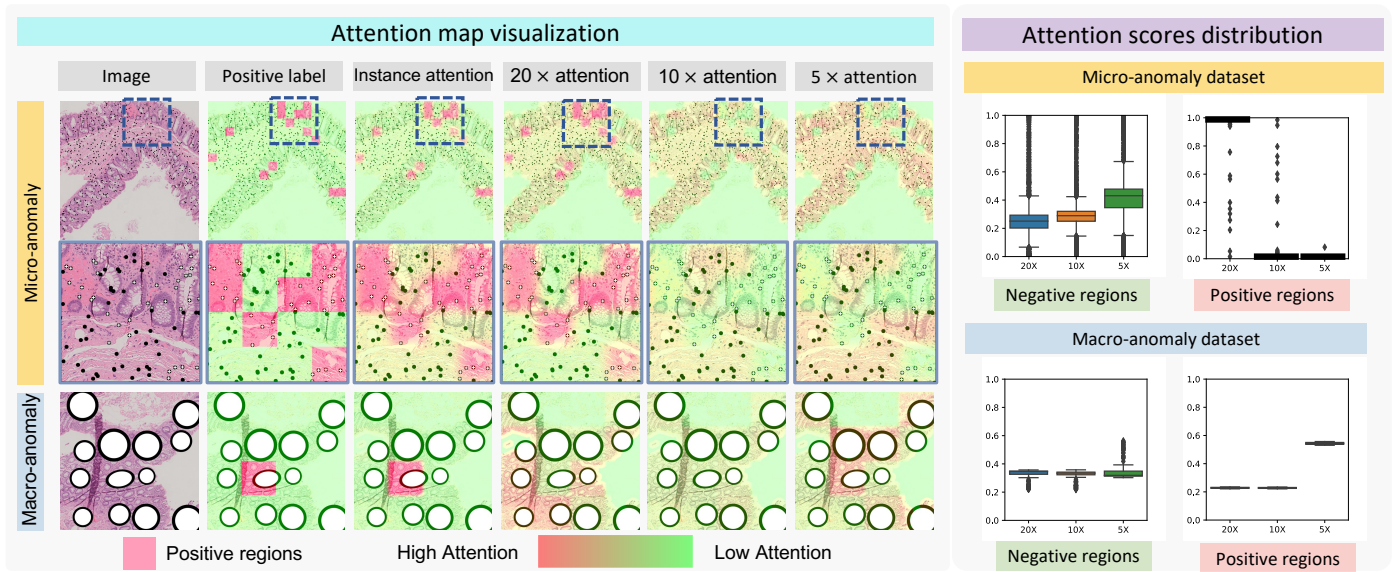 Attention map visualization
Image
Positive label
Instance attention
20 × attention
10 × attention
5 × attention
Micro-anomaly
Macro-anomaly
Positive regions
High Attention
Low Attention
Attention scores distribution
Micro-anomaly dataset
1.0
0.8
0.6
0.4
0.2
0.0
20X
10X
5X
Negative regions
1.0
0.8
0.6
0.4
0.2
0.0
20X
10X
5X
Positive regions
Macro-anomaly dataset
1.0
0.8
0.6
0.4
0.2
0.0
20X
10X
5X
Negative regions
1.0
0.8
0.6
0.4
0.2
0.0
20X
10X
5X
Positive regions